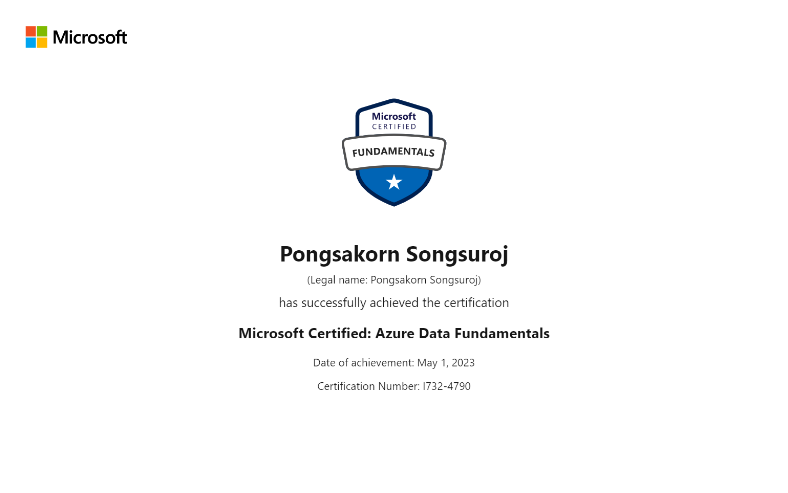 Microsoft
Microsoft
CERTIFIED
FUNDAMENTALS
Pongsakorn Songsuroj
(Legal name: Pongsakorn Songsuroj)
has successfully achieved the certification
Microsoft Certified: Azure Data Fundamentals
Date of achievement: May 1, 2023
Certification Number: I732-4790